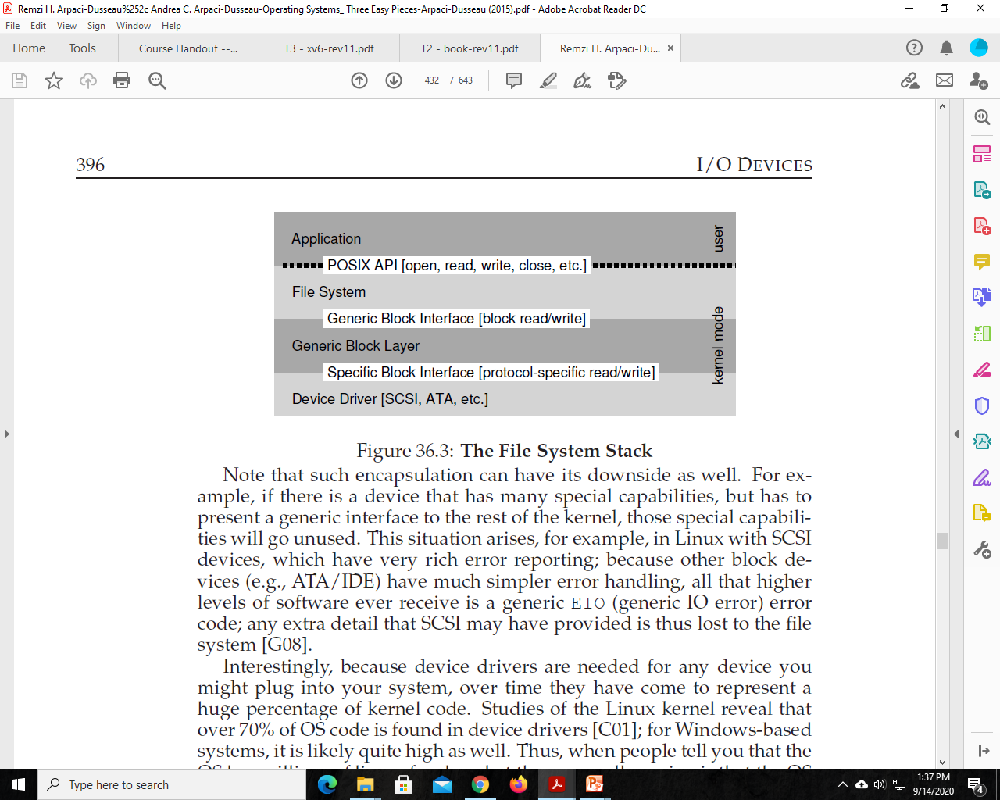 Remzi H. Arpaci-Dusseau%252c Andrea C. Arpaci-Dusseau-Operating Systems_ Three Easy Pieces-Arpaci-Dusseau (2015).pdf - Adobe Acrobat Reader DC
File Edit View Sign Window Help
Home Tools Course Handout --... T3 - xv6-rev11.pdf T2 - book-rev11.pdf Remzi H. Arpaci-Du... ×
432 / 643
396 I/O DEVICES
Application
user
POSIX API [open, read, write, close, etc.]
File System
Generic Block Interface [block read/write]
kernel mode
Generic Block Layer
Specific Block Interface [protocol-specific read/write]
Device Driver [SCSI, ATA, etc.]
Figure 36.3: The File System Stack
Note that such encapsulation can have its downside as well. For ex-
ample, if there is a device that has many special capabilities, but has to
present a generic interface to the rest of the kernel, those special capabili-
ties will go unused. This situation arises, for example, in Linux with SCSI
devices, which have very rich error reporting; because other block de-
vices (e.g., ATA/IDE) have much simpler error handling, all that higher
levels of software ever receive is a generic EIO (generic IO error) error
code; any extra detail that SCSI may have provided is thus lost to the file
system [G08].
Interestingly, because device drivers are needed for any device you
might plug into your system, over time they have come to represent a
huge percentage of kernel code. Studies of the Linux kernel reveal that
over 70% of OS code is found in device drivers [C01]; for Windows-based
systems, it is likely quite high as well. Thus, when people tell you that the
Type here to search
1:37 PM
9/14/2020
4